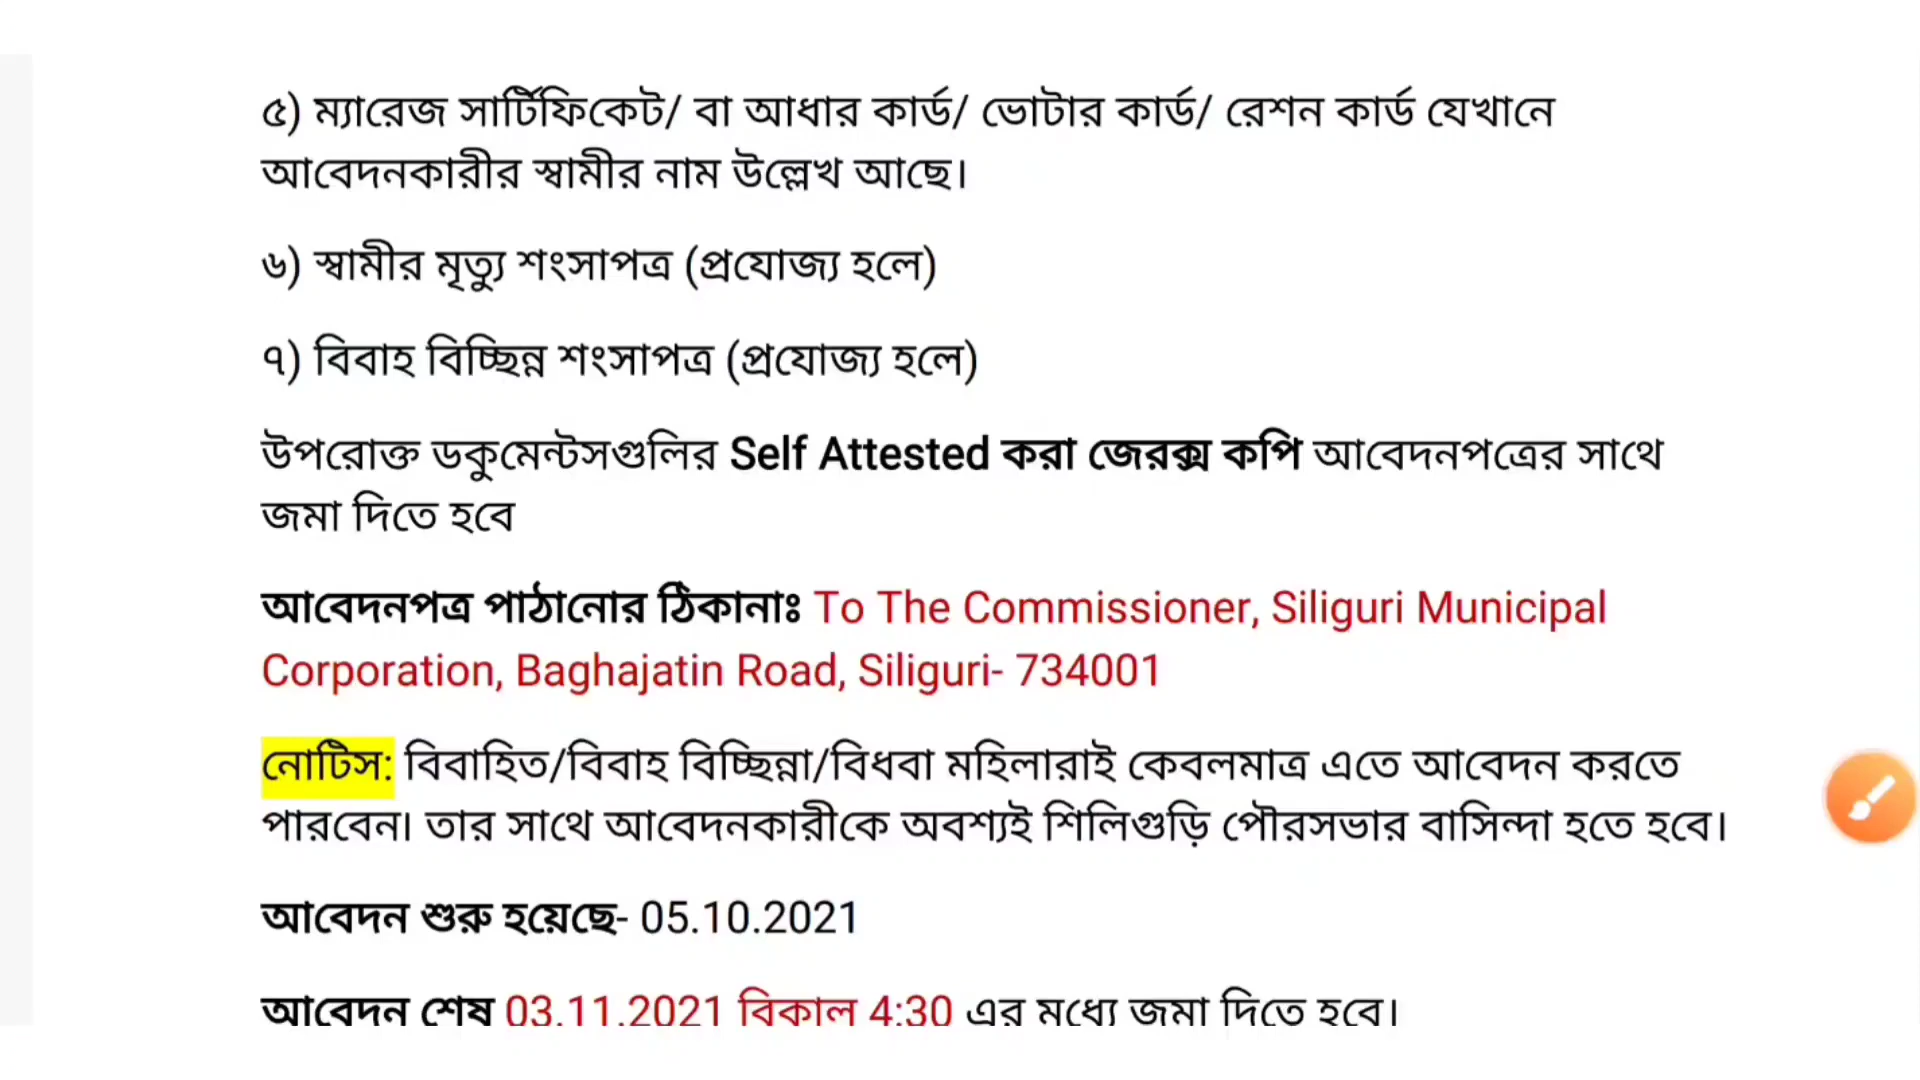 ৫) ম্যারেজ সার্টিফিকেট/ বা আধার কার্ড/ ভোটার কার্ড/ রেশন কার্ড যেখানে
আবেদনকারীর স্বামীর নাম উল্লেখ আছে।
৬) স্বামীর মৃত্যু শংসাপত্র (প্রযোজ্য হলে)
৭) বিবাহ বিচ্ছিন্ন শংসাপত্র (প্রযোজ্য হলে)
উপরোক্ত ডকুমেন্টসগুলির Self Attested করা জেরক্স কপি আবেদনপত্রের সাথে
জমা দিতে হবে
আবেদনপত্র পাঠানোর ঠিকানাঃ To The Commissioner, Siliguri Municipal
Corporation, Baghajatin Road, Siliguri- 734001
নোটিস: বিবাহিত/বিবাহ বিচ্ছিন্না/বিধবা মহিলারাই কেবলমাত্র এতে আবেদন করতে
পারবেন। তার সাথে আবেদনকারীকে অবশ্যই শিলিগুড়ি পৌরসভার বাসিন্দা হতে হবে।
আবেদন শুরু হয়েছে- 05.10.2021
আবেদন শেষ 03.11.2021 বিকাল 4:30 এর মধ্যে জমা দিতে হবে।